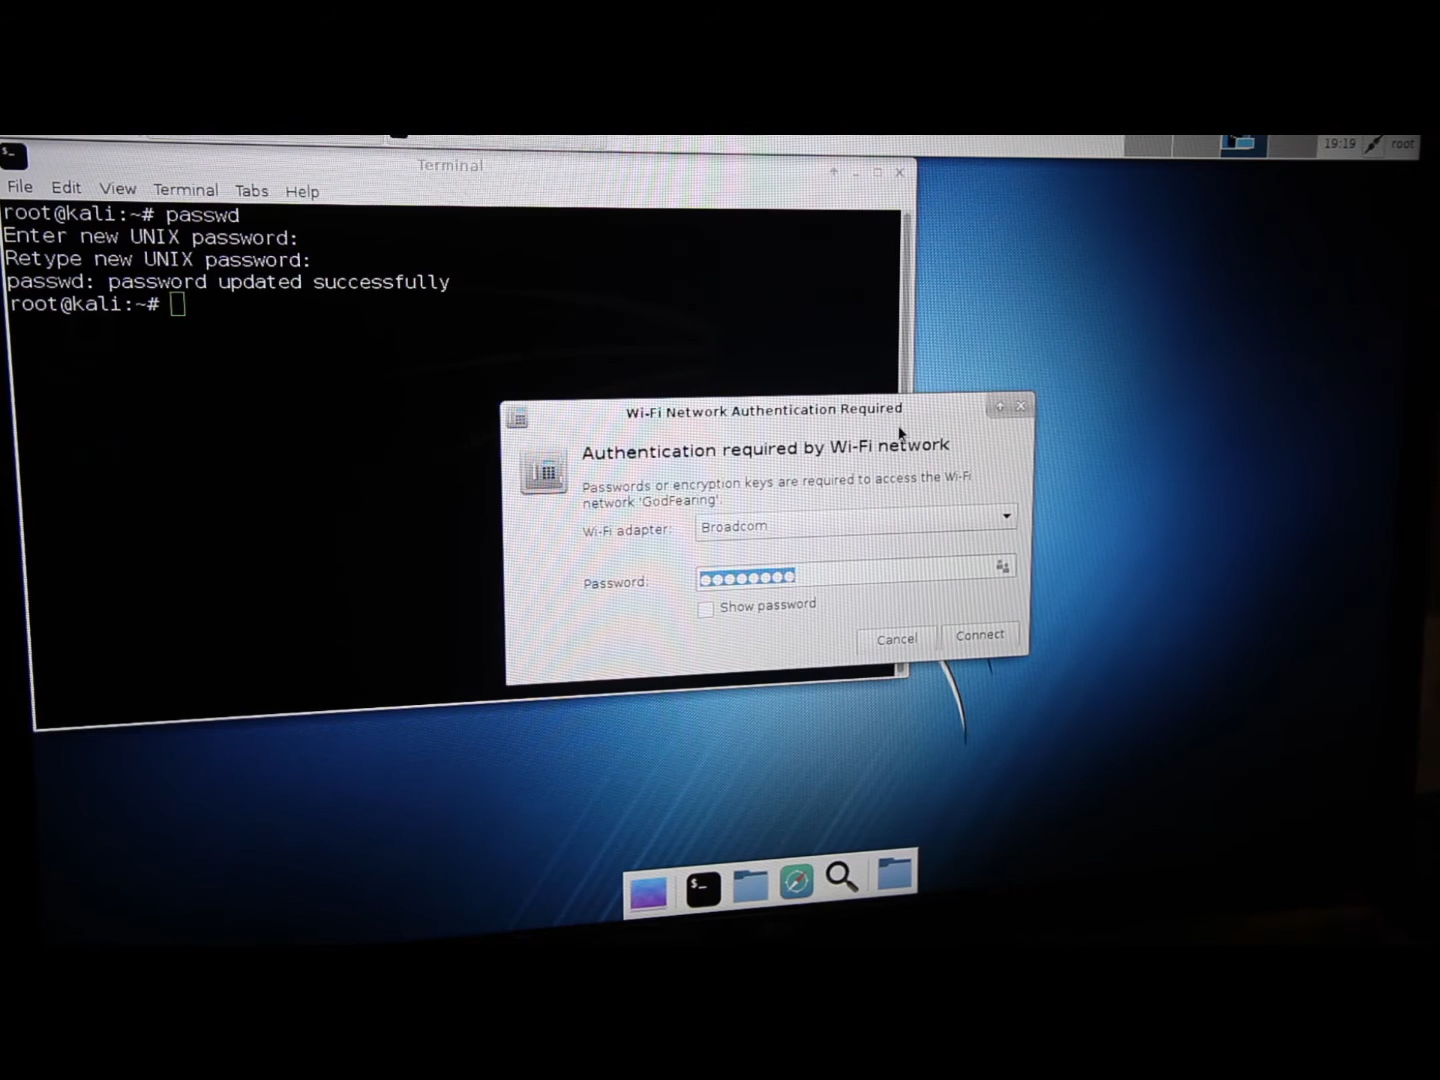 19:19 root
Terminal
File Edit View Terminal Tabs Help
root@kali:~# passwd
Enter new UNIX password:
Retype new UNIX password:
passwd: password updated successfully
root@kali:~#
Wi-Fi Network Authentication Required
Authentication required by Wi-Fi network
Passwords or encryption keys are required to access the Wi-Fi
network 'GodFearing'.
Wi-Fi adapter: Broadcom
Password:
Show password
Cancel Connect
$_